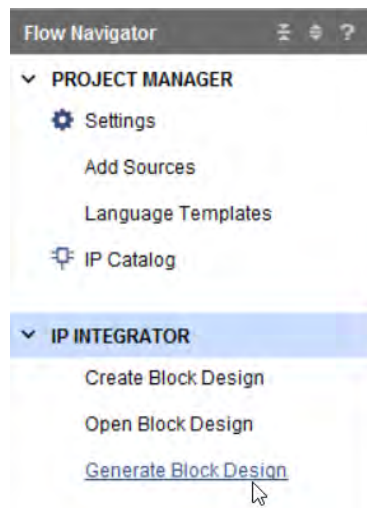 Flow Navigator ?
PROJECT MANAGER
Settings
Add Sources
Language Templates
IP Catalog
IP INTEGRATOR
Create Block Design
Open Block Design
Generate Block Design